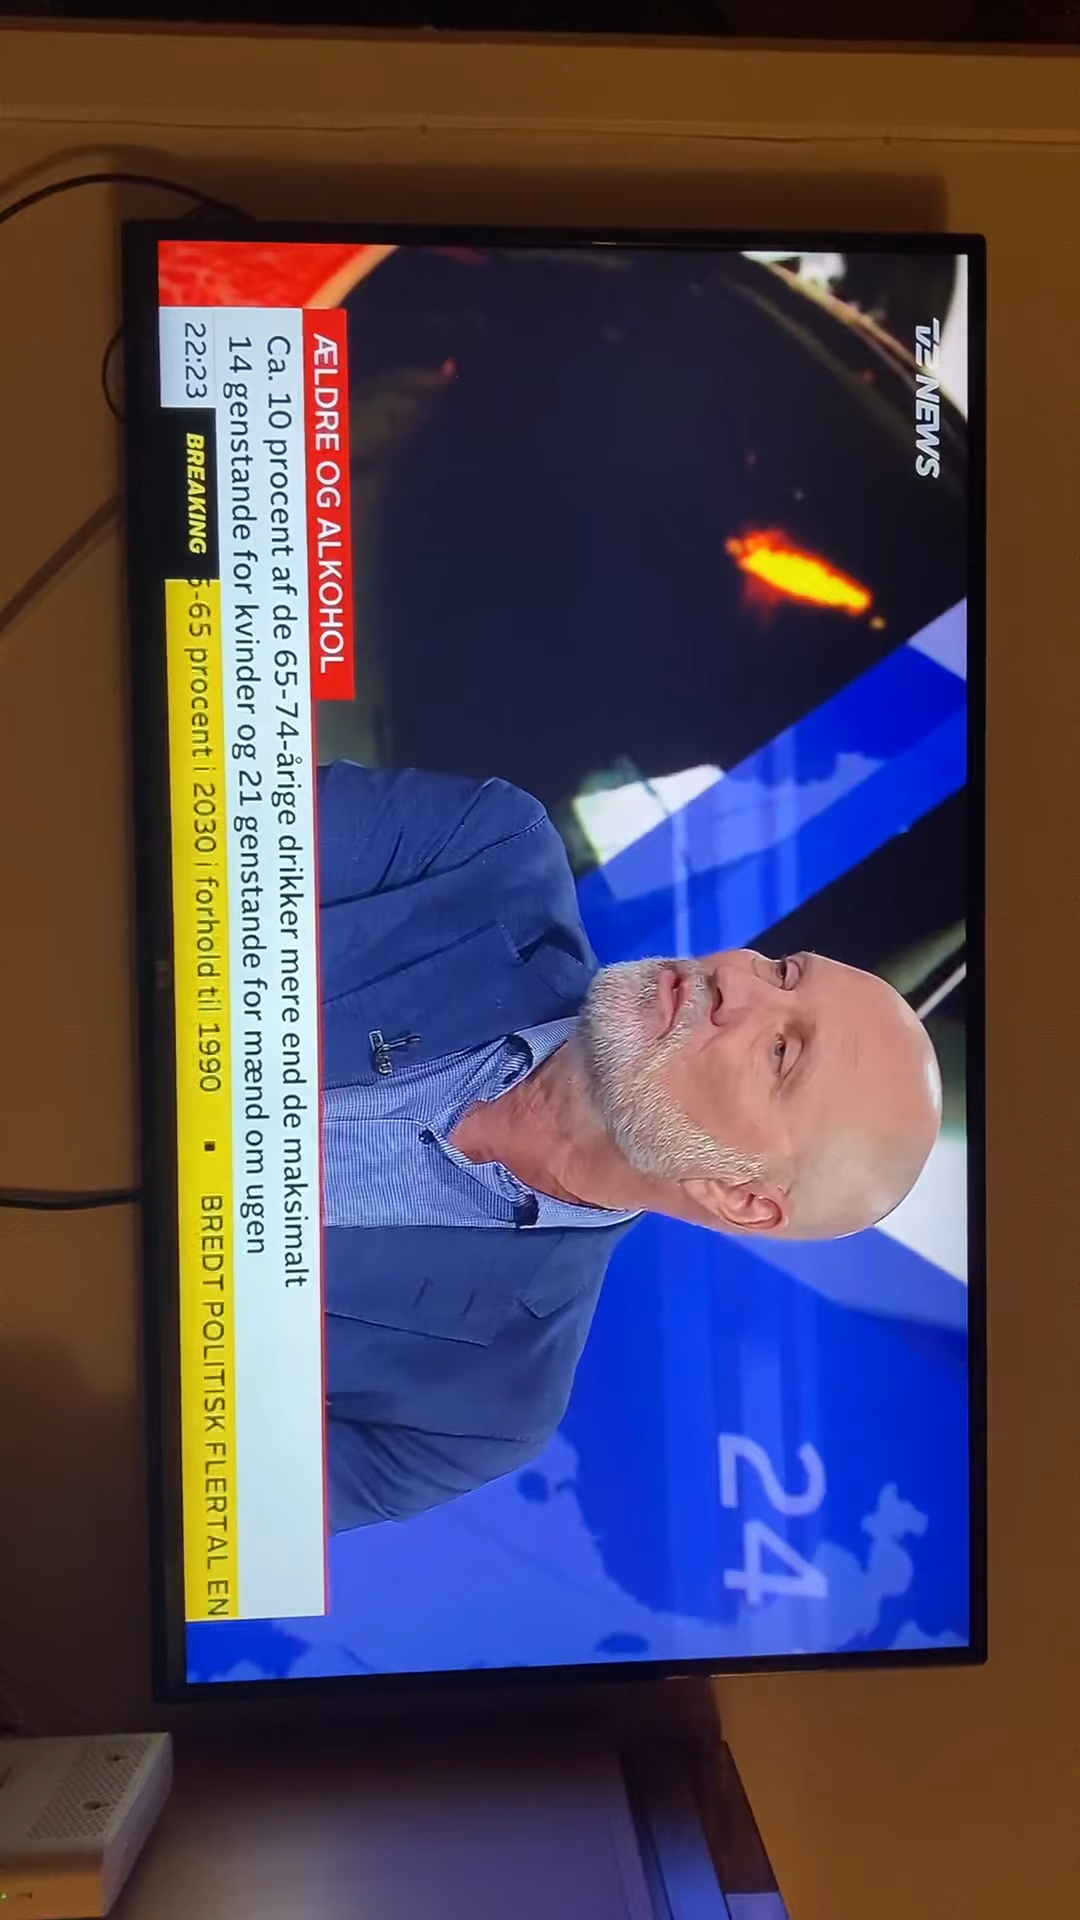 TV2 NEWS
24
ÆLDRE OG ALKOHOL
Ca. 10 procent af de 65-74-årige drikker mere end de maksimalt
14 genstande for kvinder og 21 genstande for mænd om ugen
22:23 BREAKING 5-65 procent i 2030 i forhold til 1990 ▪ BREDT POLITISK FLERTAL EN